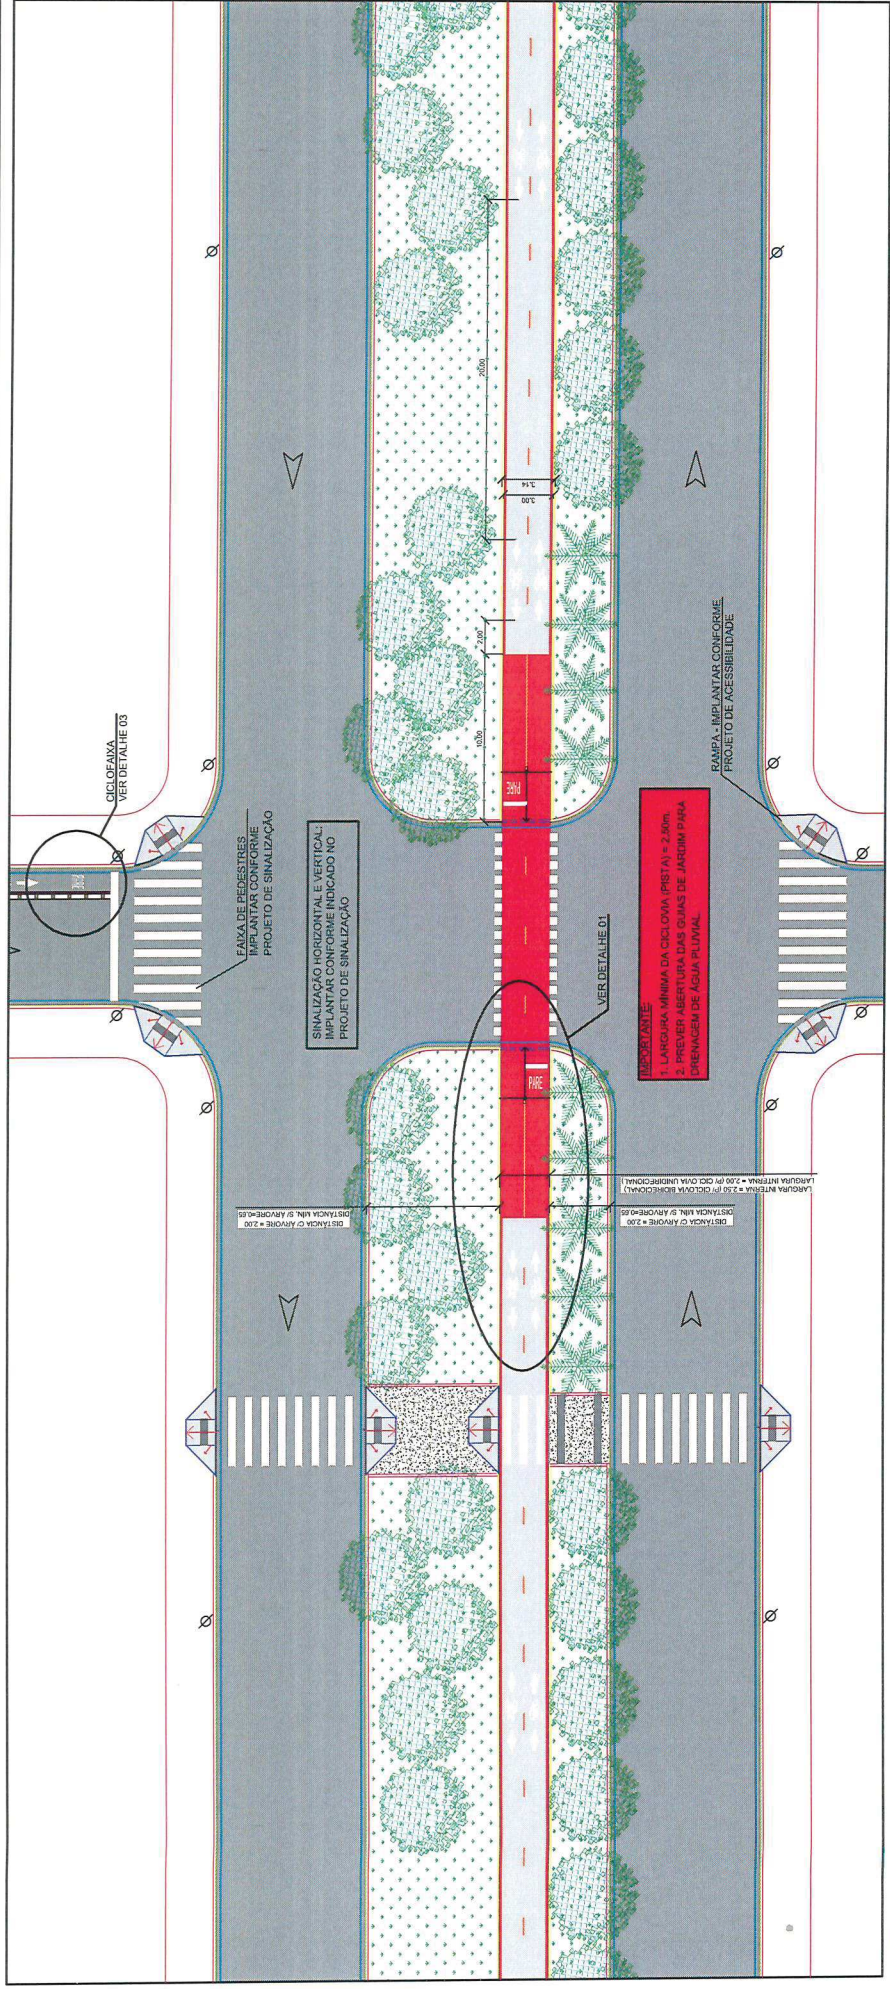 CICLOFAIXA
VER DETALHE 03
FAIXA DE PEDESTRES
IMPLANTAR CONFORME
PROJETO DE SINALIZAÇÃO
SINALIZAÇÃO HORIZONTAL E VERTICAL:
IMPLANTAR CONFORME INDICADO NO
PROJETO DE SINALIZAÇÃO
20.00
3.14
3.00
2.00
10.00
PARE
PARE
VER DETALHE 01
RAMPA - IMPLANTAR CONFORME
PROJETO DE ACESSIBILIDADE
IMPORTANTE:
1. LARGURA MÍNIMA DA CICLOVIA (PISTA) = 2,50m.
2. PREVER ABERTURA DAS GUIAS DE JARDIM PARA
DRENAGEM DE ÁGUA PLUVIAL.
DISTÂNCIA C/ ÁRVORE = 2.00
DISTÂNCIA MÍN. S/ ÁRVORE=0.65
LARGURA INTERNA = 2.50 (P/ CICLOVIA BIDIRECIONAL)
LARGURA INTERNA = 2.00 (P/ CICLOVIA UNIDIRECIONAL)
DISTÂNCIA C/ ÁRVORE = 2.00
DISTÂNCIA MÍN. S/ ÁRVORE=0.65